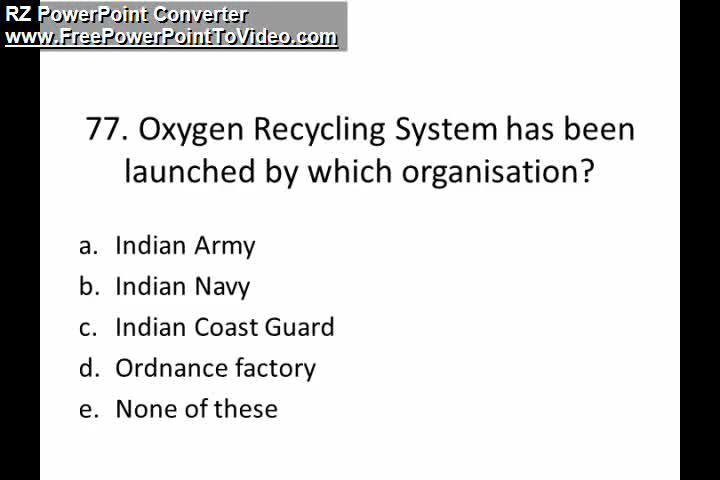 RZ PowerPoint Converter
www.FreePowerPointToVideo.com
77. Oxygen Recycling System has been
launched by which organisation?
a. Indian Army
b. Indian Navy
c. Indian Coast Guard
d. Ordnance factory
e. None of these